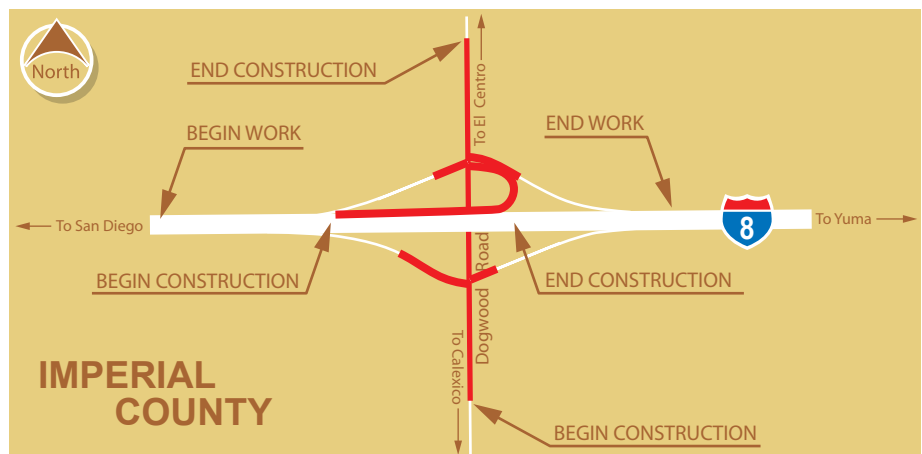 North
END CONSTRUCTION
To El Centro
BEGIN WORK
END WORK
To San Diego
8
To Yuma
BEGIN CONSTRUCTION
Dogwood Road
END CONSTRUCTION
To Calexico
IMPERIAL
COUNTY
BEGIN CONSTRUCTION